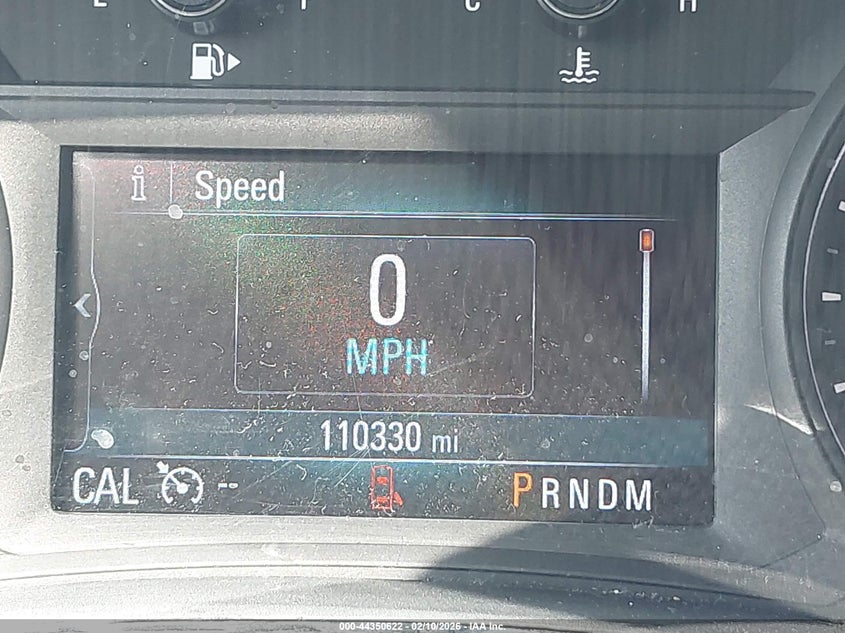 E F C H
i Speed
0
MPH
110330 mi
CAL -- PRNDM
000-44350622 - 02/10/2026 - IAA Inc.